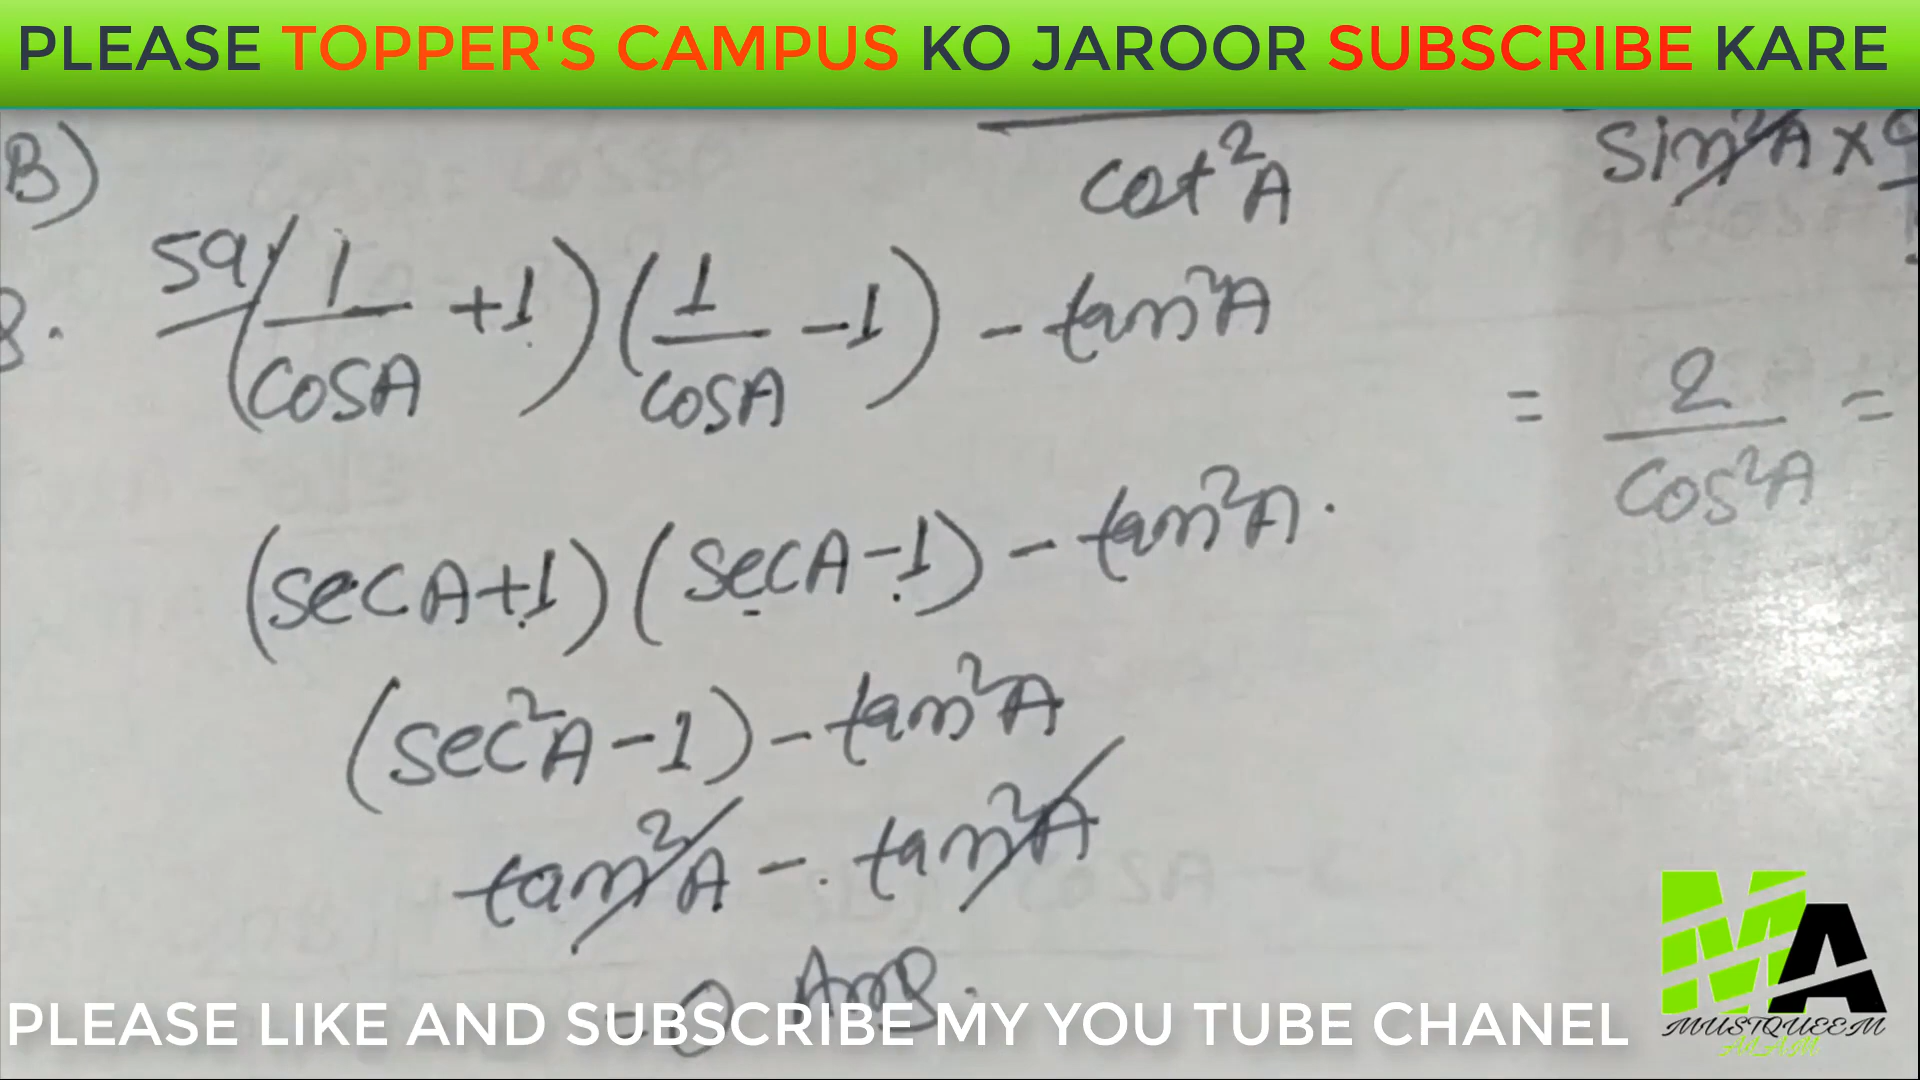 PLEASE TOPPER'S CAMPUS KO JAROOR SUBSCRIBE KARE
B)
cot²A
sin²A ×
59
(1/cosA +1) (1/cosA -1) - tan²A
= 2/cos²A =
(secA+1) (secA-1) - tan²A.
(sec²A-1) - tan²A
tan²A - tan²A
=0 Ans.
PLEASE LIKE AND SUBSCRIBE MY YOU TUBE CHANEL
MA
MUSTQUEEM
ALAM